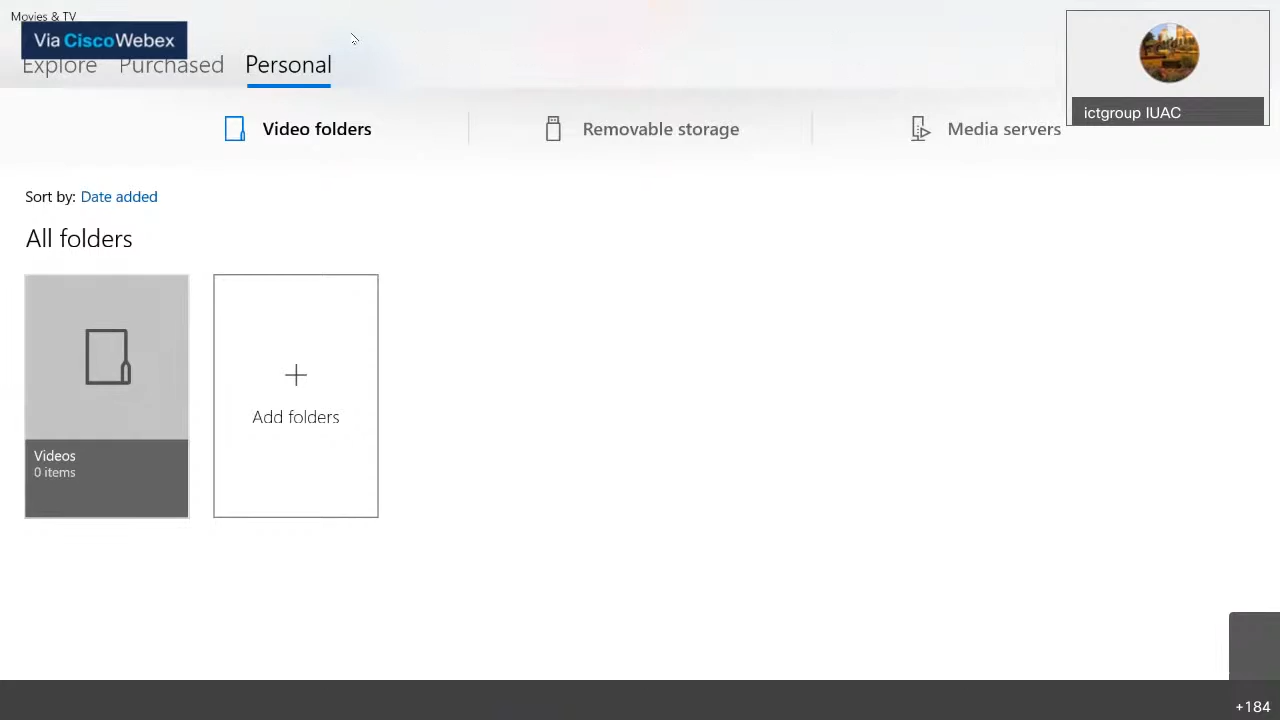 Movies & TV
Via CiscoWebex
Explore Purchased Personal
Video folders Removable storage Media servers
ictgroup IUAC
Sort by: Date added
All folders
Add folders
Videos
0 items
+184